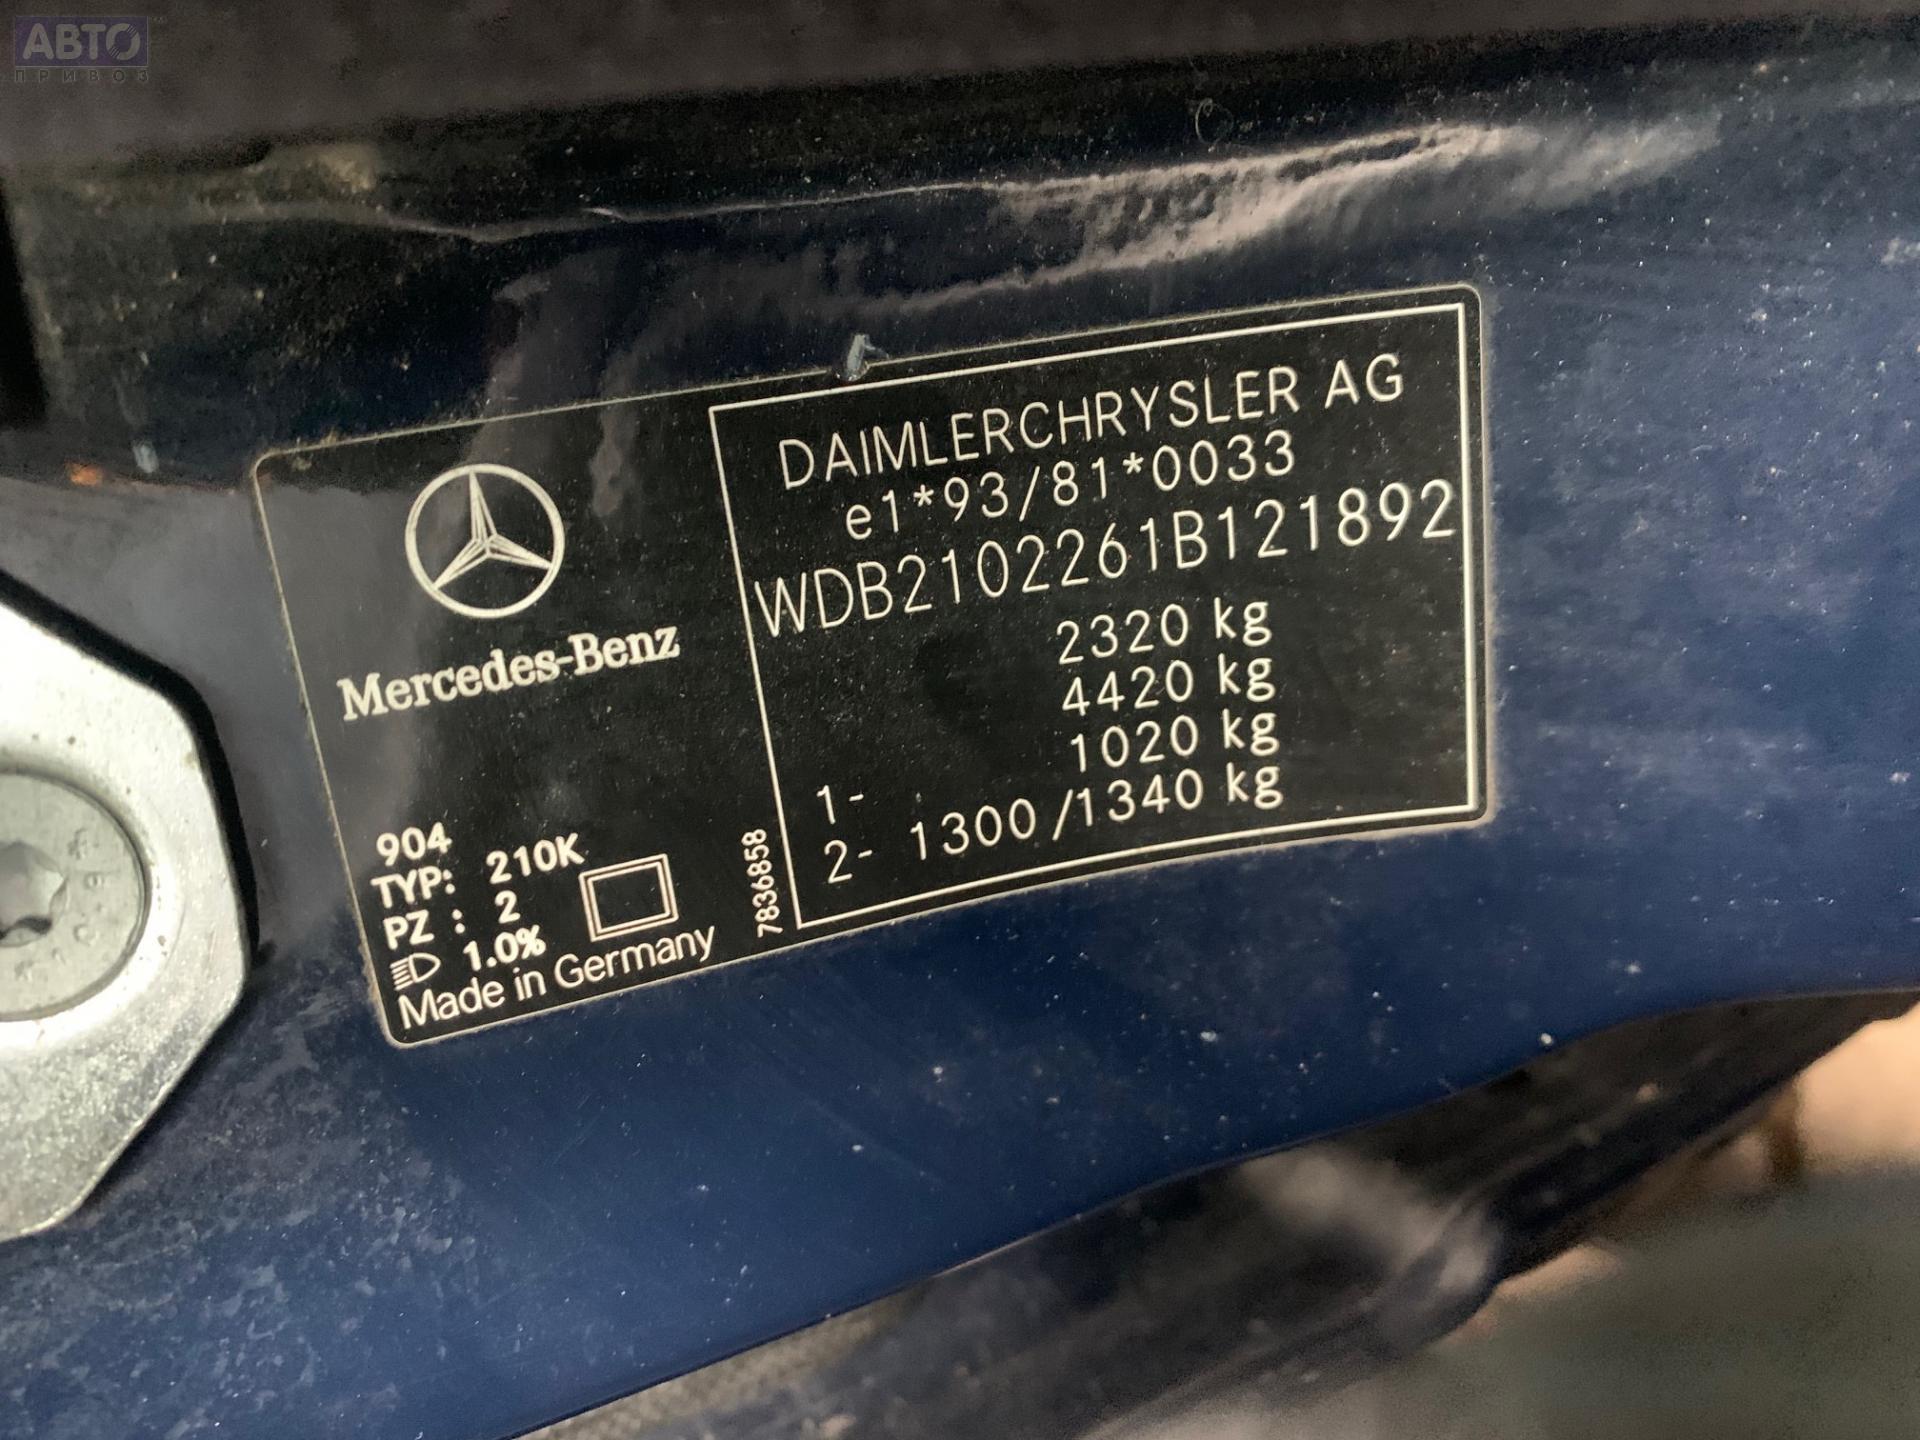 АВТО
ПРИВОЗ
Mercedes-Benz
904
TYP: 210K
PZ : 2
1.0%
Made in Germany
7836858
DAIMLERCHRYSLER AG
e1*93/81*0033
WDB2102261B121892
2320 kg
4420 kg
1- 1020 kg
2- 1300/1340 kg